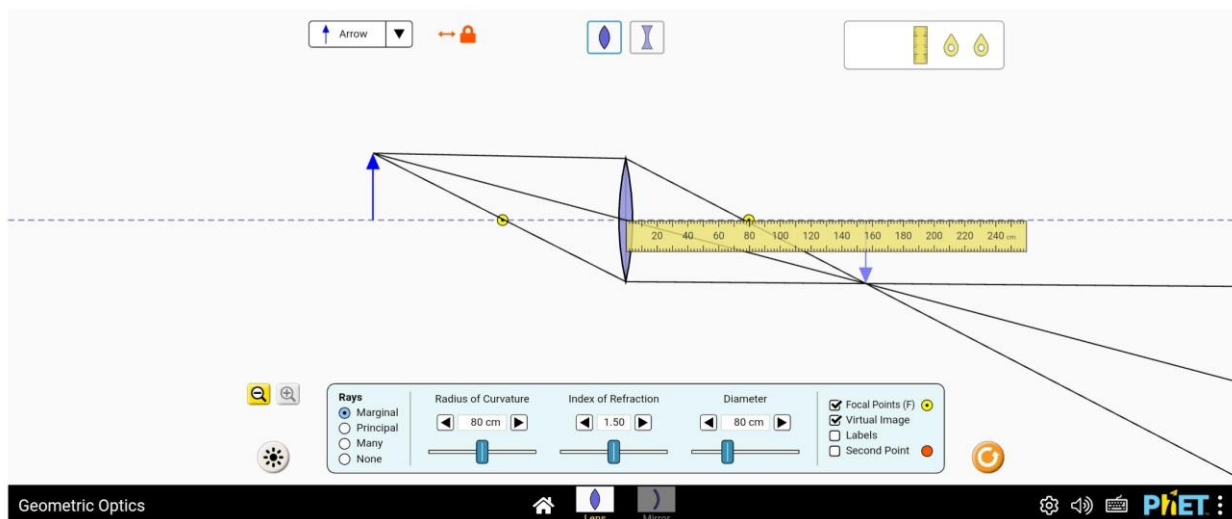 Arrow
20 40 60 80 100 120 140 160 180 200 220 240 cm
Rays
Marginal
Principal
Many
None
Radius of Curvature
80 cm
Index of Refraction
1.50
Diameter
80 cm
Focal Points (F)
Virtual Image
Labels
Second Point
Geometric Optics
Lens
Mirror
PhET